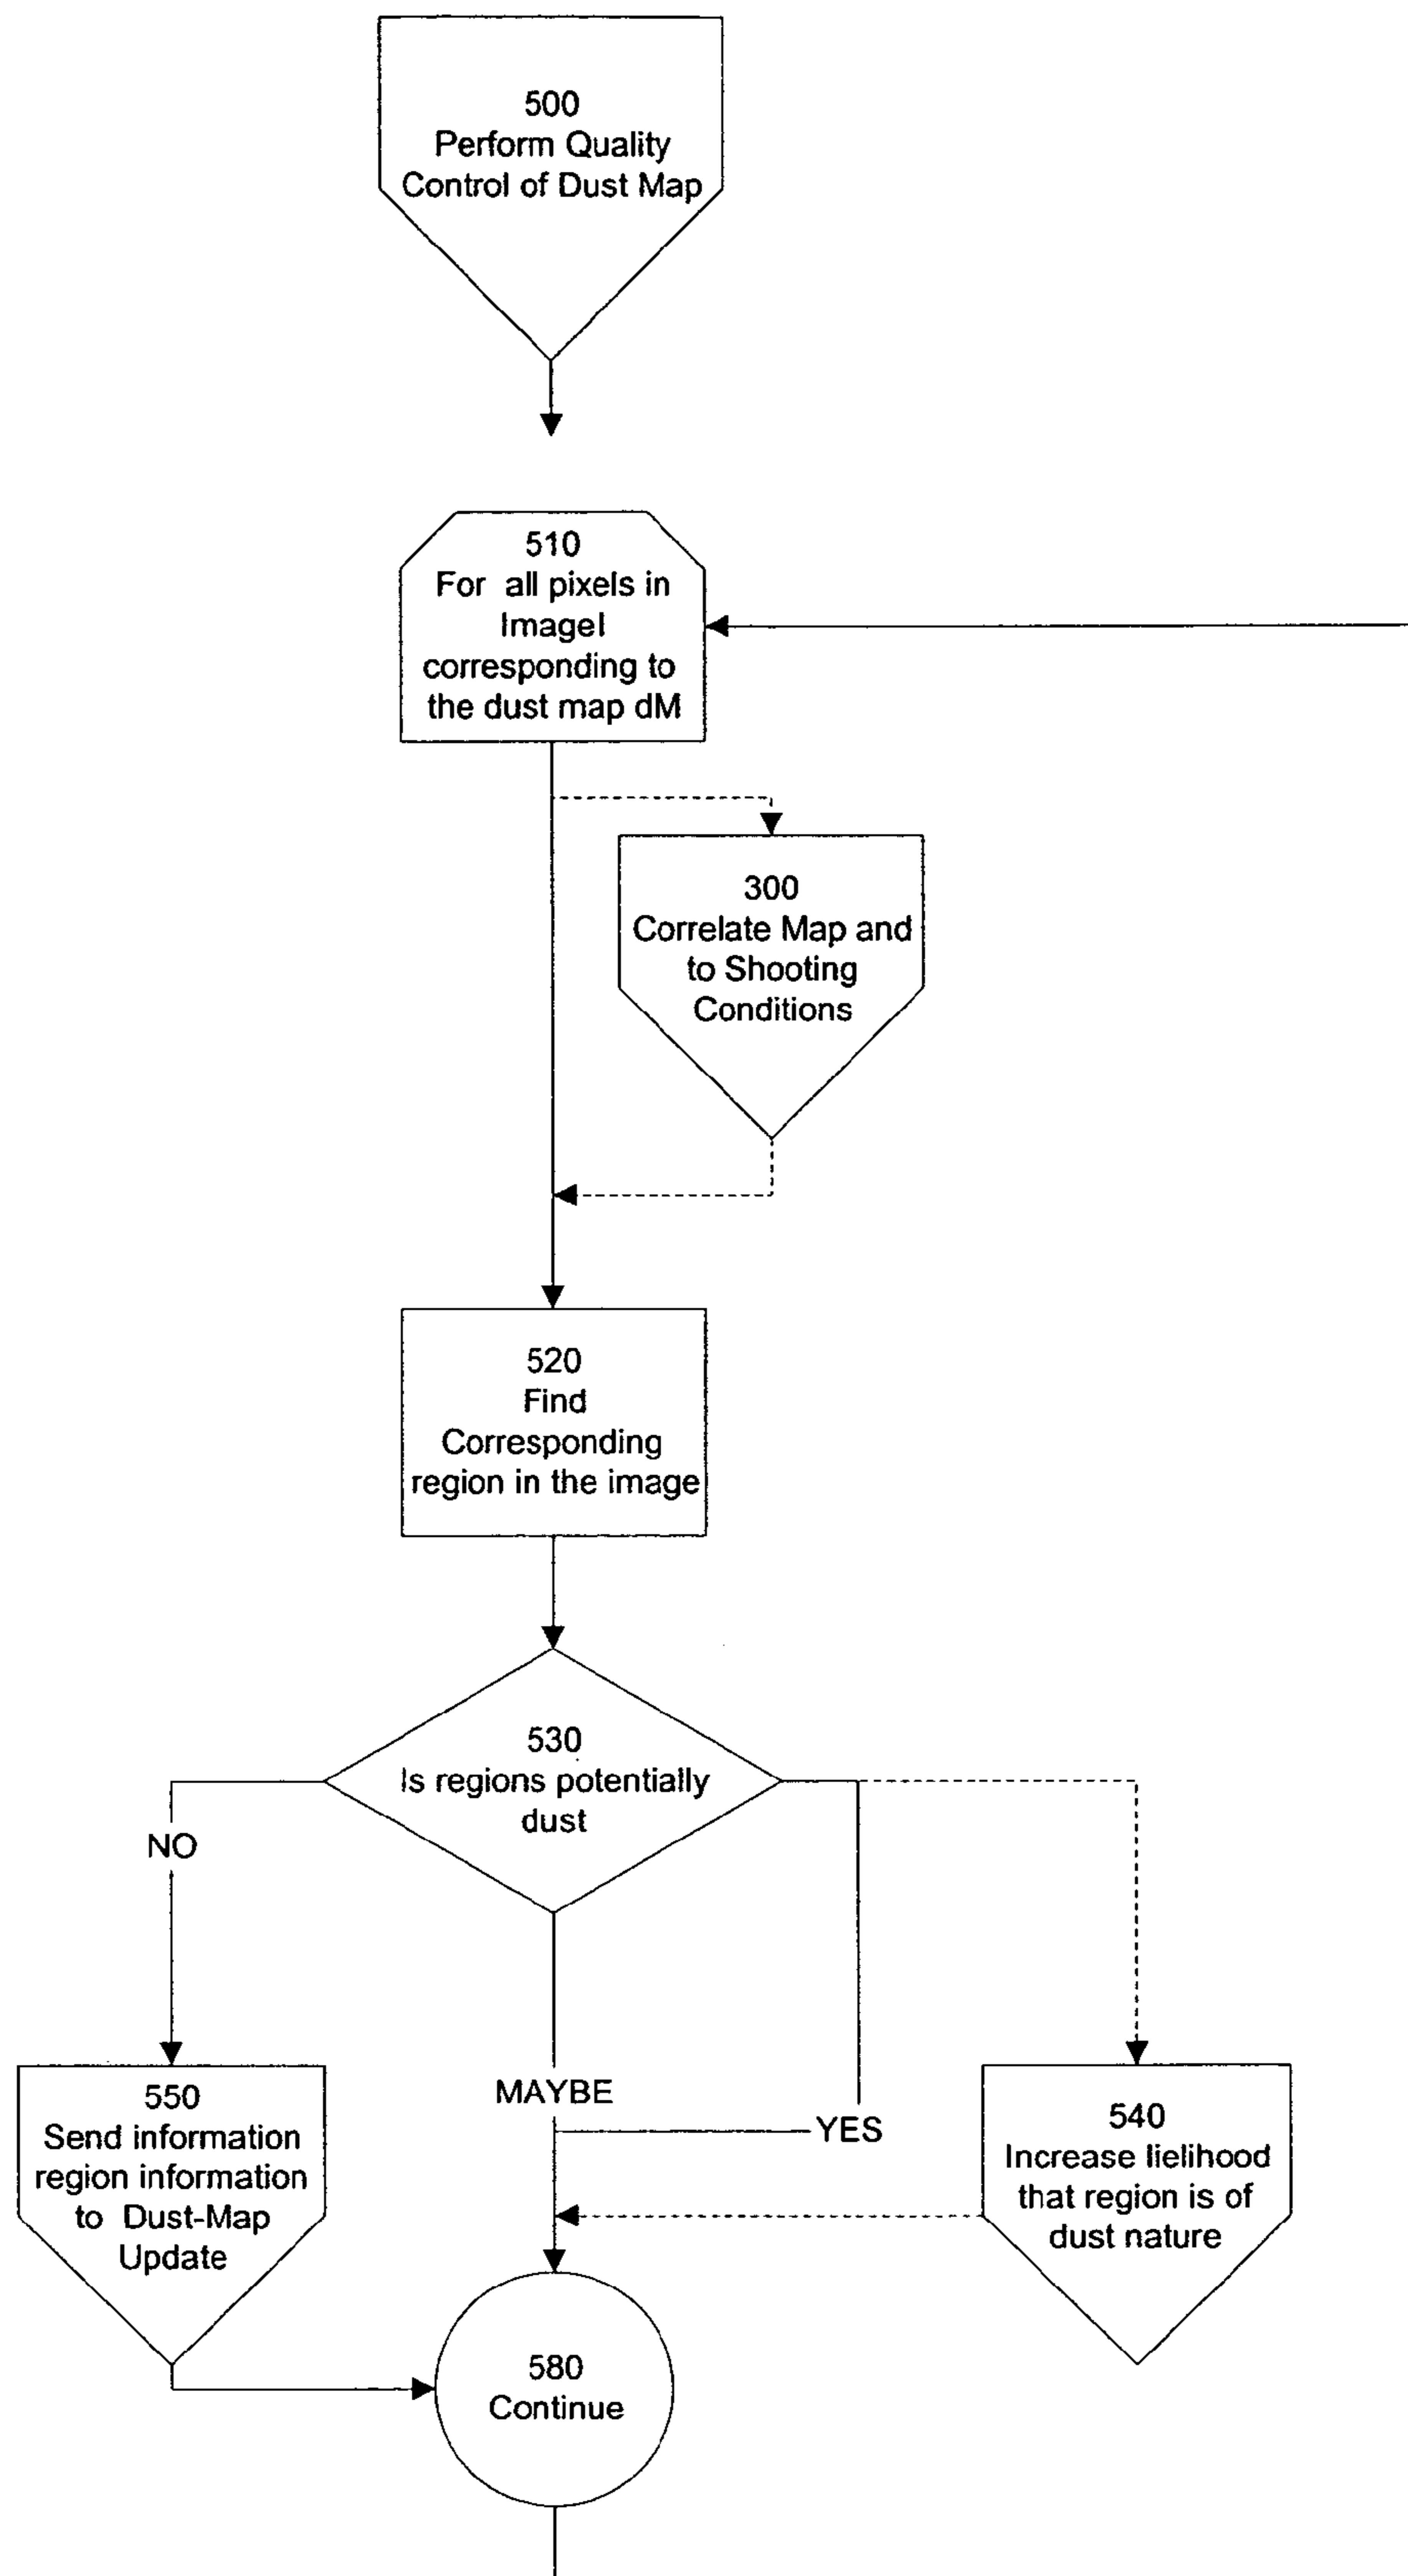 500
Perform Quality
Control of Dust Map
510
For all pixels in
ImageI
corresponding to
the dust map dM
300
Correlate Map and
to Shooting
Conditions
520
Find
Corresponding
region in the image
530
Is regions potentially
dust
NO
MAYBE
YES
550
Send information
region information
to Dust-Map
Update
540
Increase lielihood
that region is of
dust nature
580
Continue